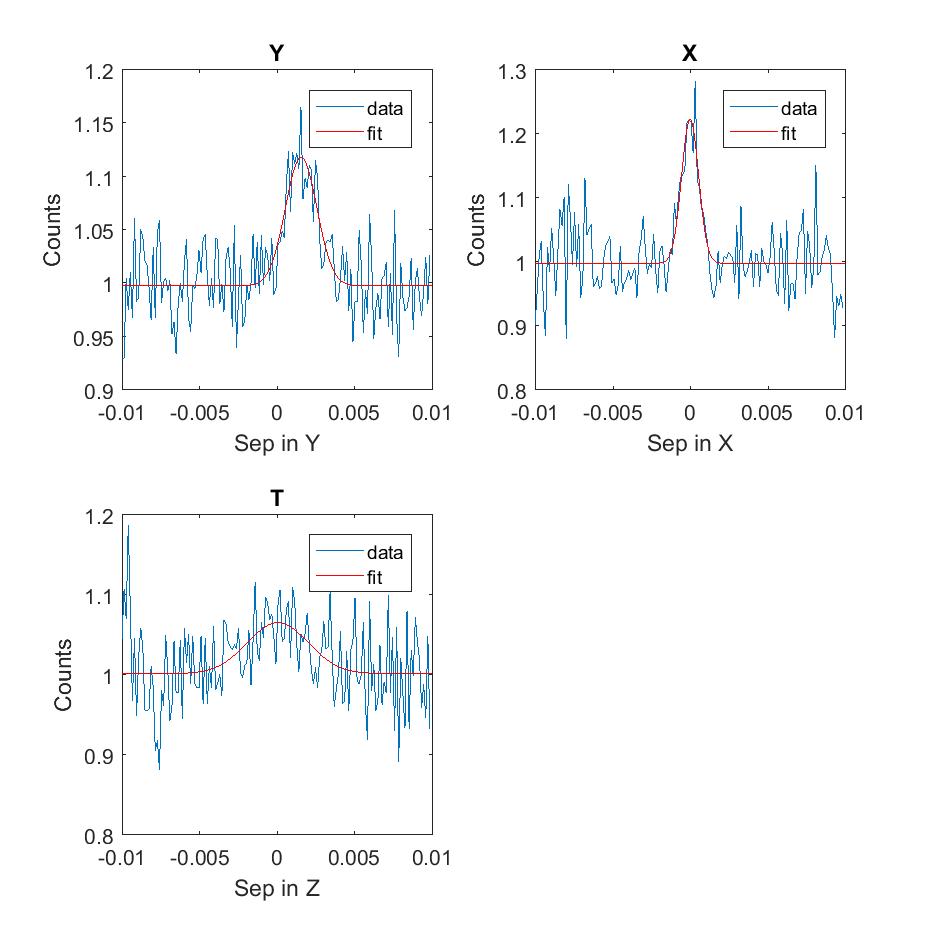 Y
1.2
1.15
1.1
1.05
1
0.95
0.9
Counts
data
fit
-0.01 -0.005 0 0.005 0.01
Sep in Y
X
1.3
1.2
1.1
1
0.9
0.8
Counts
data
fit
-0.01 -0.005 0 0.005 0.01
Sep in X
T
1.2
1.1
1
0.9
0.8
Counts
data
fit
-0.01 -0.005 0 0.005 0.01
Sep in Z